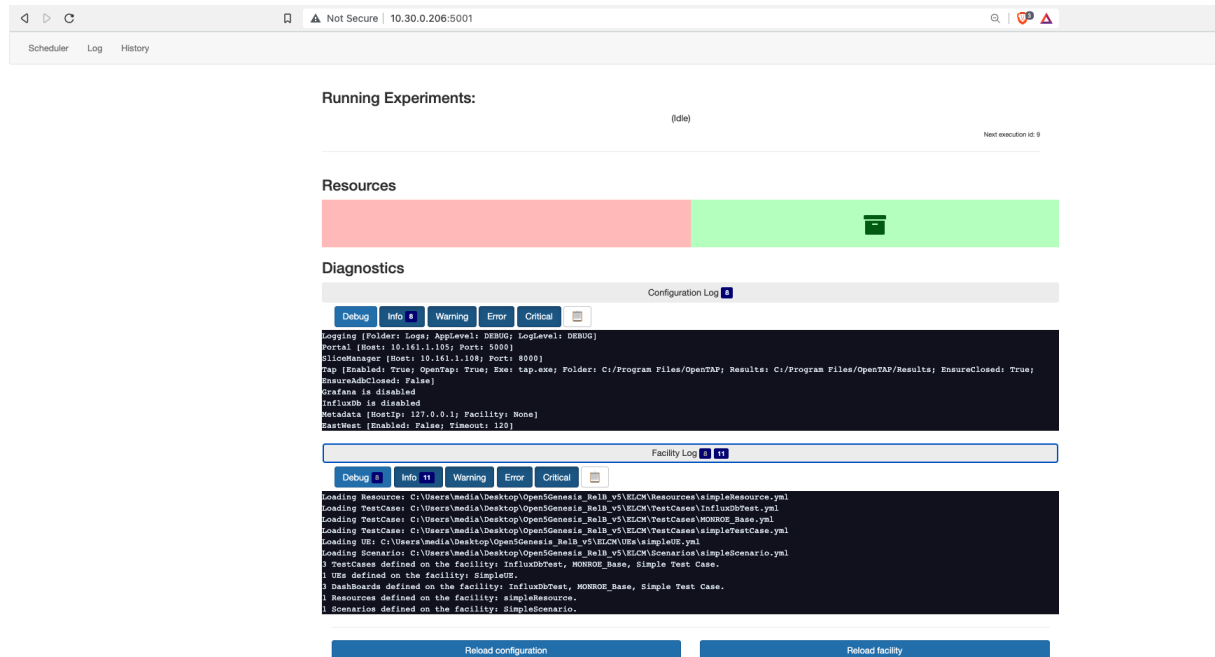 Not Secure 10.30.0.206:5001
3
Scheduler Log History
Running Experiments:
(Idle)
Next execution id: 9
Resources
Diagnostics
Configuration Log 8
Debug Info 8 Warning Error Critical
Logging [Folder: Logs; AppLevel: DEBUG; LogLevel: DEBUG]
Portal [Host: 10.161.1.105; Port: 5000]
SliceManager [Host: 10.161.1.108; Port: 8000]
Tap [Enabled: True; OpenTap: True; Exe: tap.exe; Folder: C:/Program Files/OpenTAP; Results: C:/Program Files/OpenTAP/Results; EnsureClosed: True;
EnsureAdbClosed: False]
Grafana is disabled
InfluxDb is disabled
Metadata [HostIp: 127.0.0.1; Facility: None]
EastWest [Enabled: False; Timeout: 120]
Facility Log 8 11
Debug 8 Info 11 Warning Error Critical
Loading Resource: C:\Users\media\Desktop\Open5Genesis_RelB_v5\ELCM\Resources\simpleResource.yml
Loading TestCase: C:\Users\media\Desktop\Open5Genesis_RelB_v5\ELCM\TestCases\InfluxDbTest.yml
Loading TestCase: C:\Users\media\Desktop\Open5Genesis_RelB_v5\ELCM\TestCases\MONROE_Base.yml
Loading TestCase: C:\Users\media\Desktop\Open5Genesis_RelB_v5\ELCM\TestCases\simpleTestCase.yml
Loading UE: C:\Users\media\Desktop\Open5Genesis_RelB_v5\ELCM\UEs\simpleUE.yml
Loading Scenario: C:\Users\media\Desktop\Open5Genesis_RelB_v5\ELCM\Scenarios\simpleScenario.yml
3 TestCases defined on the facility: InfluxDbTest, MONROE_Base, Simple Test Case.
1 UEs defined on the facility: SimpleUE.
3 DashBoards defined on the facility: InfluxDbTest, MONROE_Base, Simple Test Case.
1 Resources defined on the facility: simpleResource.
1 Scenarios defined on the facility: SimpleScenario.
Reload configuration Reload facility